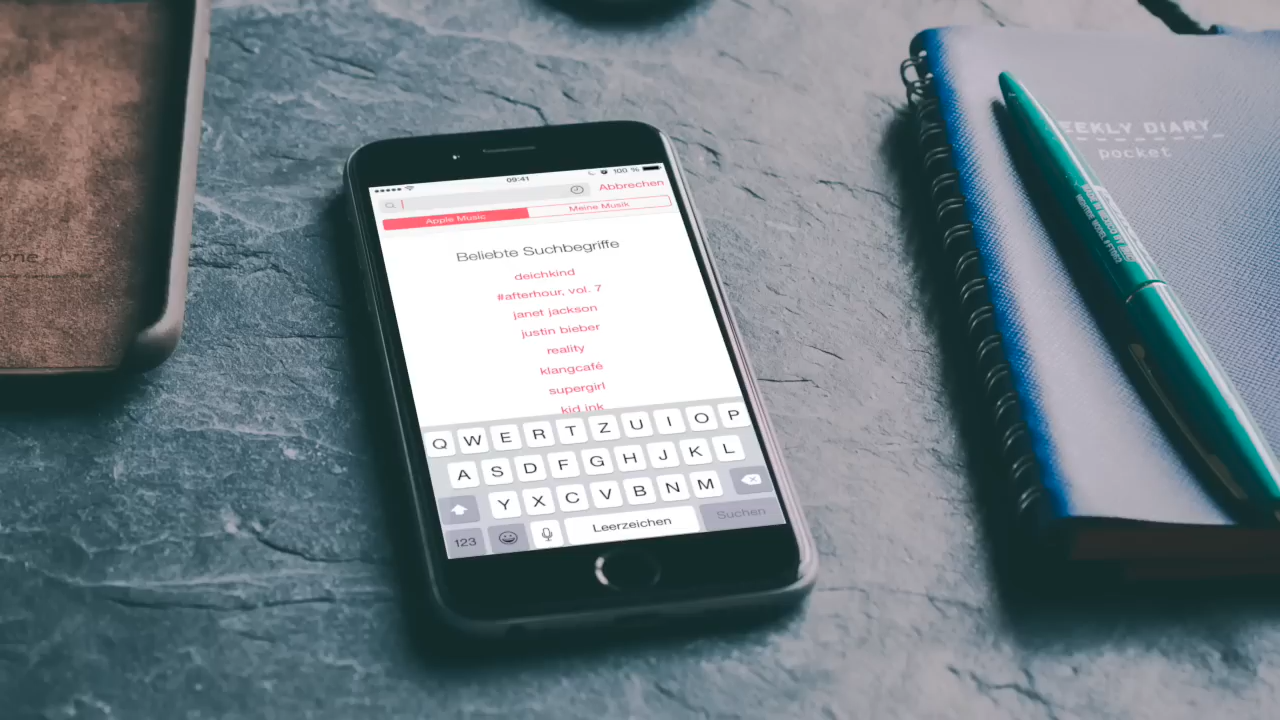 09:41
100 %
Abbrechen
Apple Music
Meine Musik
Beliebte Suchbegriffe
deichkind
#afterhour, vol. 7
janet jackson
justin bieber
reality
klangcafé
supergirl
kid ink
Q W E R T Z U I O P
A S D F G H J K L
Y X C V B N M
123
Leerzeichen
Suchen
EEKLY DIARY
pocket
one